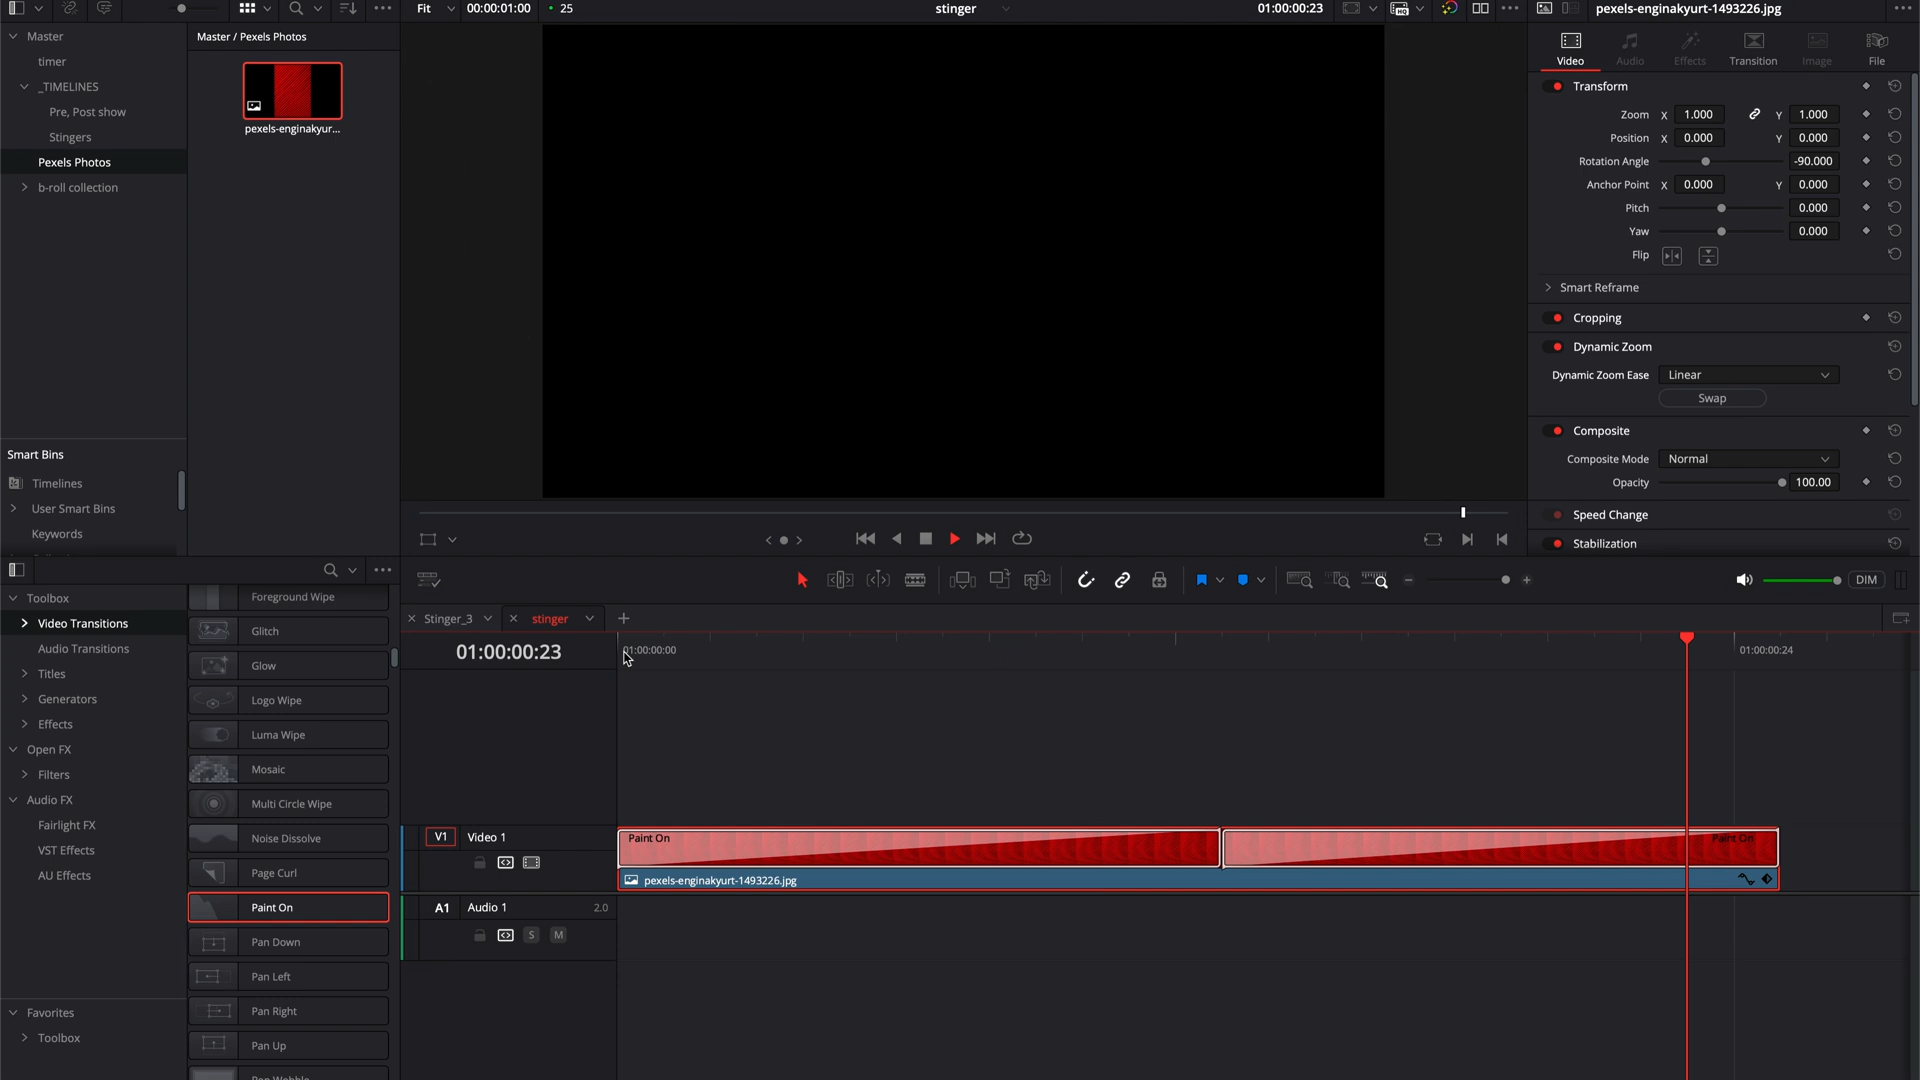 Fit
00:00:01:00
25
stinger
01:00:00:23
pexels-enginakyurt-1493226.jpg
Master
timer
_TIMELINES
Pre, Post show
Stingers
Pexels Photos
b-roll collection
Master / Pexels Photos
pexels-enginakyur...
Video
Audio
Effects
Transition
Image
File
Transform
Zoom X 1.000 Y 1.000
Position X 0.000 Y 0.000
Rotation Angle -90.000
Anchor Point X 0.000 Y 0.000
Pitch 0.000
Yaw 0.000
Flip
Smart Reframe
Cropping
Dynamic Zoom
Dynamic Zoom Ease Linear
Swap
Composite
Composite Mode Normal
Opacity 100.00
Speed Change
Stabilization
Smart Bins
Timelines
User Smart Bins
Keywords
DIM
Toolbox
Video Transitions
Audio Transitions
Titles
Generators
Effects
Open FX
Filters
Audio FX
Fairlight FX
VST Effects
AU Effects
Favorites
Toolbox
Foreground Wipe
Glitch
Glow
Logo Wipe
Luma Wipe
Mosaic
Multi Circle Wipe
Noise Dissolve
Page Curl
Paint On
Pan Down
Pan Left
Pan Right
Pan Up
Stinger_3
stinger
01:00:00:23
01:00:00:00
01:00:00:24
V1 Video 1
Paint On
Paint On
pexels-enginakyurt-1493226.jpg
A1 Audio 1 2.0
S M